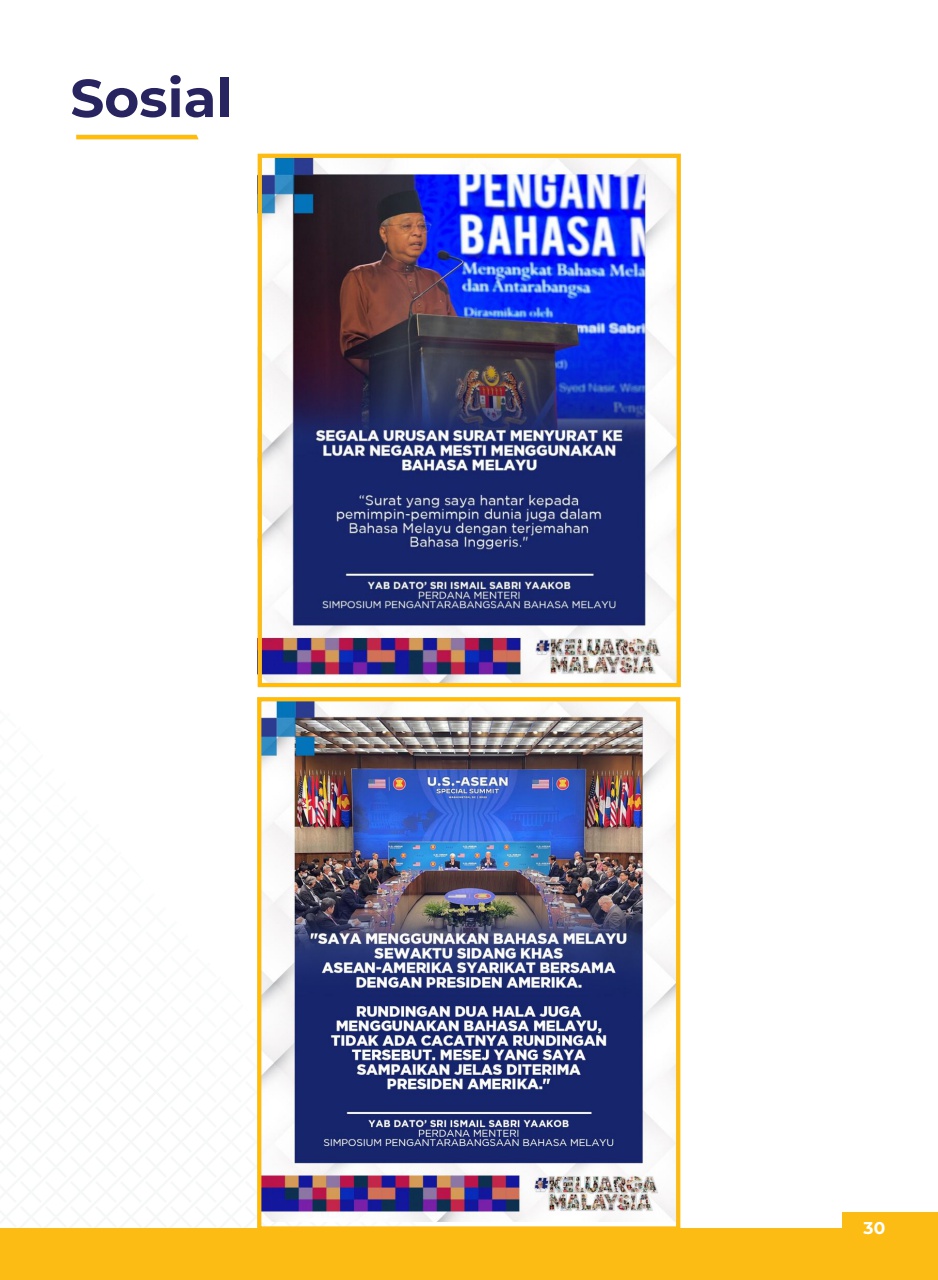 Sosial
PENGANTA
BAHASA M
Mengangkat Bahasa Mela
dan Antarabangsa
Dirasmikan oleh
mail Sabri
Syed Nasir, Wism
Peng
SEGALA URUSAN SURAT MENYURAT KE
LUAR NEGARA MESTI MENGGUNAKAN
BAHASA MELAYU
“Surat yang saya hantar kepada
pemimpin-pemimpin dunia juga dalam
Bahasa Melayu dengan terjemahan
Bahasa Inggeris."
YAB DATO’ SRI ISMAIL SABRI YAAKOB
PERDANA MENTERI
SIMPOSIUM PENGANTARABANGSAAN BAHASA MELAYU
#KELUARGA
MALAYSIA
U.S.-ASEAN
SPECIAL SUMMIT
"SAYA MENGGUNAKAN BAHASA MELAYU
SEWAKTU SIDANG KHAS
ASEAN-AMERIKA SYARIKAT BERSAMA
DENGAN PRESIDEN AMERIKA.
RUNDINGAN DUA HALA JUGA
MENGGUNAKAN BAHASA MELAYU,
TIDAK ADA CACATNYA RUNDINGAN
TERSEBUT. MESEJ YANG SAYA
SAMPAIKAN JELAS DITERIMA
PRESIDEN AMERIKA."
YAB DATO’ SRI ISMAIL SABRI YAAKOB
PERDANA MENTERI
SIMPOSIUM PENGANTARABANGSAAN BAHASA MELAYU
#KELUARGA
MALAYSIA
30